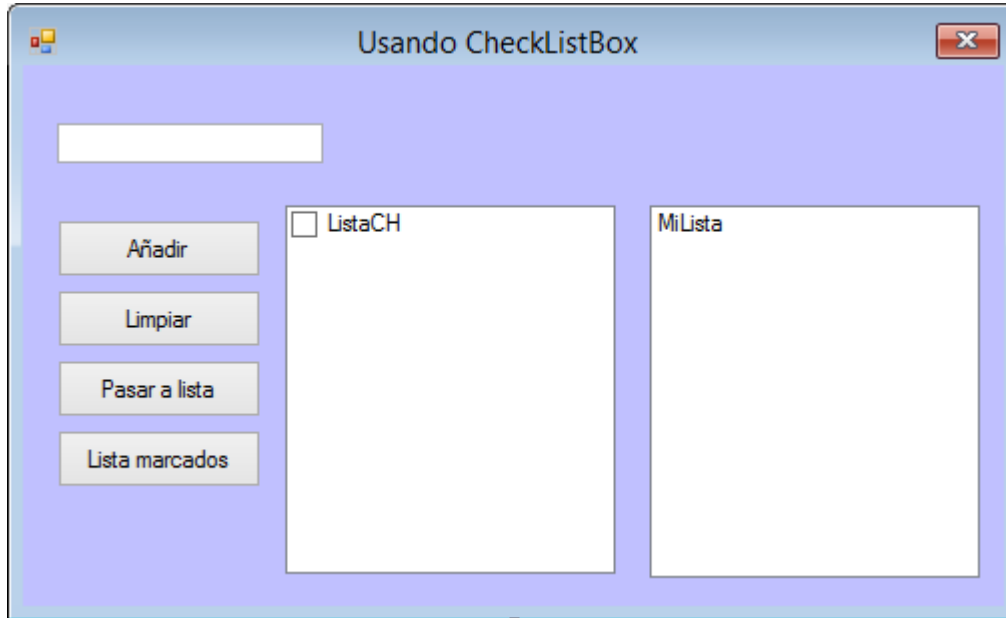 Usando CheckListBox
Añadir
Limpiar
Pasar a lista
Lista marcados
ListaCH
MiLista